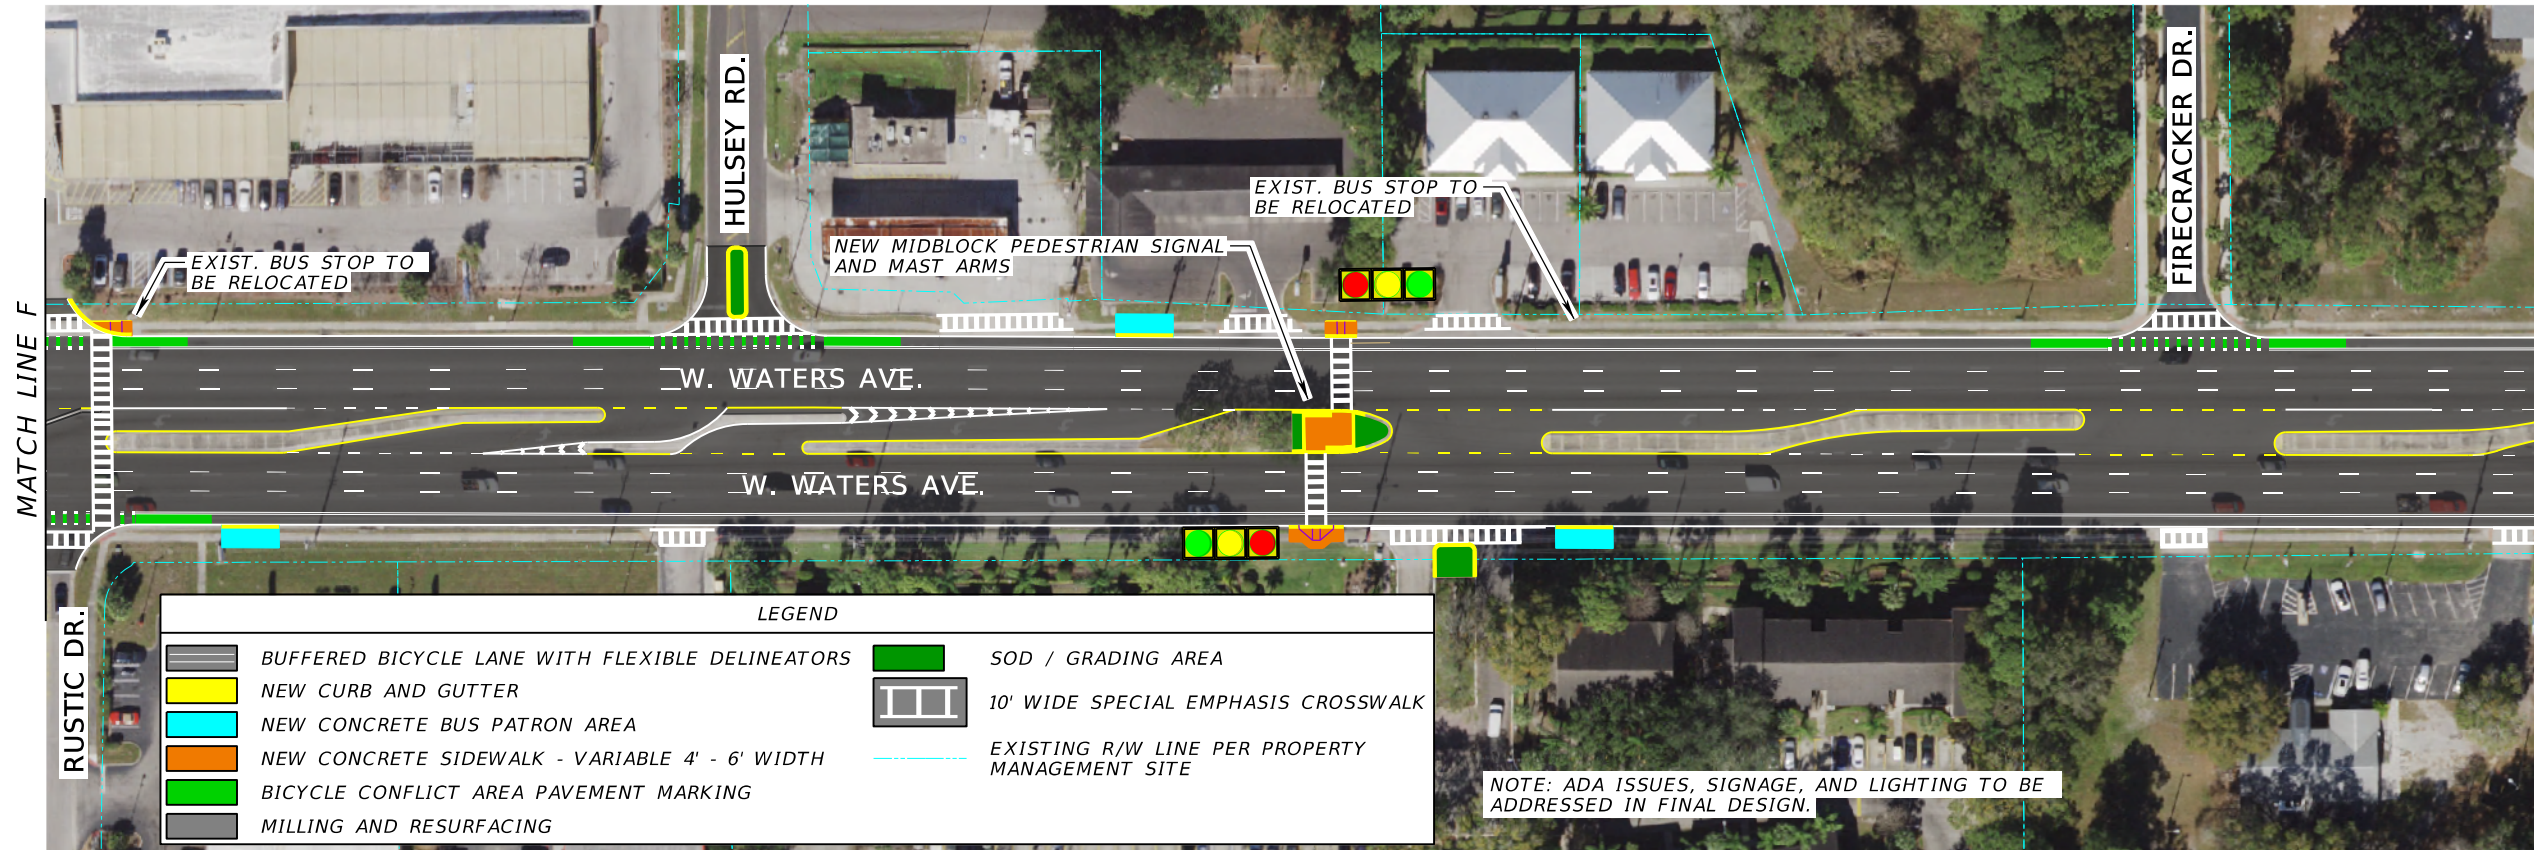 HULSEY RD.
FIRECRACKER DR.
EXIST. BUS STOP TO
BE RELOCATED
NEW MIDBLOCK PEDESTRIAN SIGNAL
AND MAST ARMS
EXIST. BUS STOP TO
BE RELOCATED
MATCH LINE F
W. WATERS AVE.
W. WATERS AVE.
RUSTIC DR.
LEGEND
BUFFERED BICYCLE LANE WITH FLEXIBLE DELINEATORS
NEW CURB AND GUTTER
NEW CONCRETE BUS PATRON AREA
NEW CONCRETE SIDEWALK - VARIABLE 4' - 6' WIDTH
BICYCLE CONFLICT AREA PAVEMENT MARKING
MILLING AND RESURFACING
SOD / GRADING AREA
10' WIDE SPECIAL EMPHASIS CROSSWALK
EXISTING R/W LINE PER PROPERTY
MANAGEMENT SITE
NOTE: ADA ISSUES, SIGNAGE, AND LIGHTING TO BE
ADDRESSED IN FINAL DESIGN.